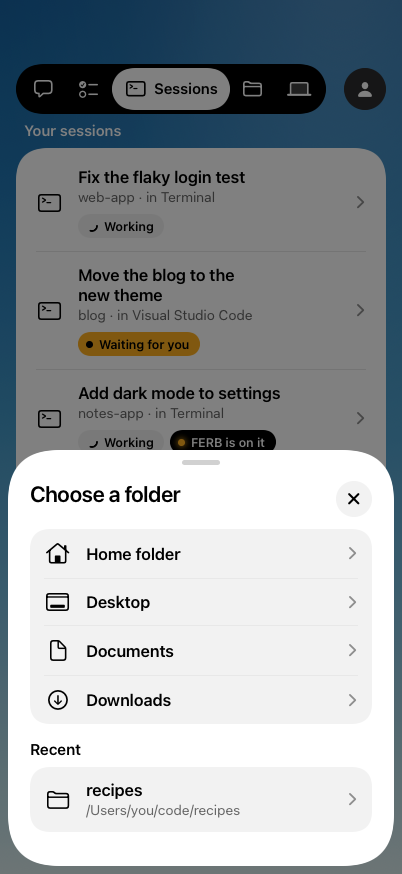 Sessions
Your sessions
Fix the flaky login test
web-app · in Terminal
Working
Move the blog to the
new theme
blog · in Visual Studio Code
Waiting for you
Add dark mode to settings
notes-app · in Terminal
Working
FERB is on it
Choose a folder
Home folder
Desktop
Documents
Downloads
Recent
recipes
/Users/you/code/recipes